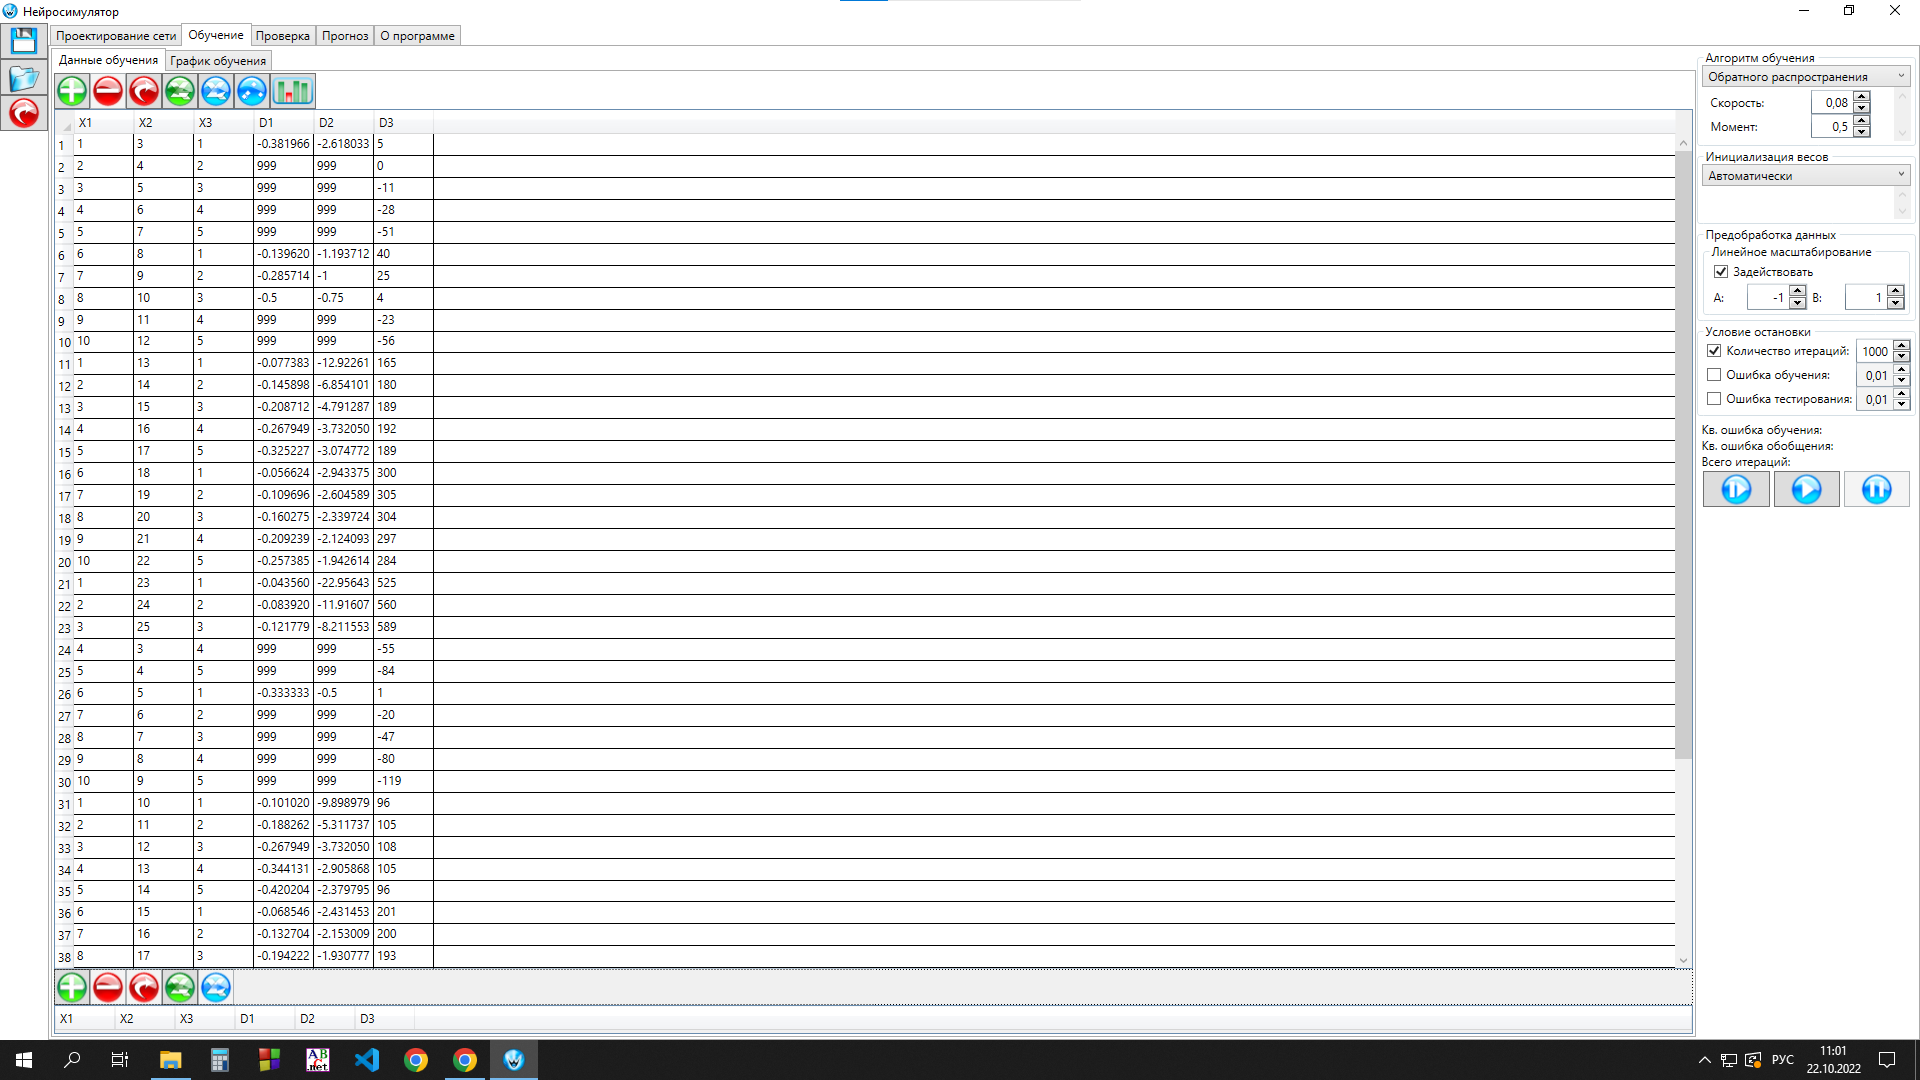 Нейросимулятор
Проектирование сети Обучение Проверка Прогноз О программе
Данные обучения График обучения
X1 X2 X3 D1 D2 D3
1 1 3 1 -0.381966 -2.618033 5
2 2 4 2 999 999 0
3 3 5 3 999 999 -11
4 4 6 4 999 999 -28
5 5 7 5 999 999 -51
6 6 8 1 -0.139620 -1.193712 40
7 7 9 2 -0.285714 -1 25
8 8 10 3 -0.5 -0.75 4
9 9 11 4 999 999 -23
10 10 12 5 999 999 -56
11 1 13 1 -0.077383 -12.92261 165
12 2 14 2 -0.145898 -6.854101 180
13 3 15 3 -0.208712 -4.791287 189
14 4 16 4 -0.267949 -3.732050 192
15 5 17 5 -0.325227 -3.074772 189
16 6 18 1 -0.056624 -2.943375 300
17 7 19 2 -0.109696 -2.604589 305
18 8 20 3 -0.160275 -2.339724 304
19 9 21 4 -0.209239 -2.124093 297
20 10 22 5 -0.257385 -1.942614 284
21 1 23 1 -0.043560 -22.95643 525
22 2 24 2 -0.083920 -11.91607 560
23 3 25 3 -0.121779 -8.211553 589
24 4 3 4 999 999 -55
25 5 4 5 999 999 -84
26 6 5 1 -0.333333 -0.5 1
27 7 6 2 999 999 -20
28 8 7 3 999 999 -47
29 9 8 4 999 999 -80
30 10 9 5 999 999 -119
31 1 10 1 -0.101020 -9.898979 96
32 2 11 2 -0.188262 -5.311737 105
33 3 12 3 -0.267949 -3.732050 108
34 4 13 4 -0.344131 -2.905868 105
35 5 14 5 -0.420204 -2.379795 96
36 6 15 1 -0.068546 -2.431453 201
37 7 16 2 -0.132704 -2.153009 200
38 8 17 3 -0.194222 -1.930777 193
X1 X2 X3 D1 D2 D3
Алгоритм обучения
Обратного распространения
Скорость: 0,08
Момент: 0,5
Инициализация весов
Автоматически
Предобработка данных
Линейное масштабирование
Задействовать
A: -1 B: 1
Условие остановки
Количество итераций: 1000
Ошибка обучения: 0,01
Ошибка тестирования: 0,01
Кв. ошибка обучения:
Кв. ошибка обобщения:
Всего итераций:
ABC.net
РУС
11:01
22.10.2022